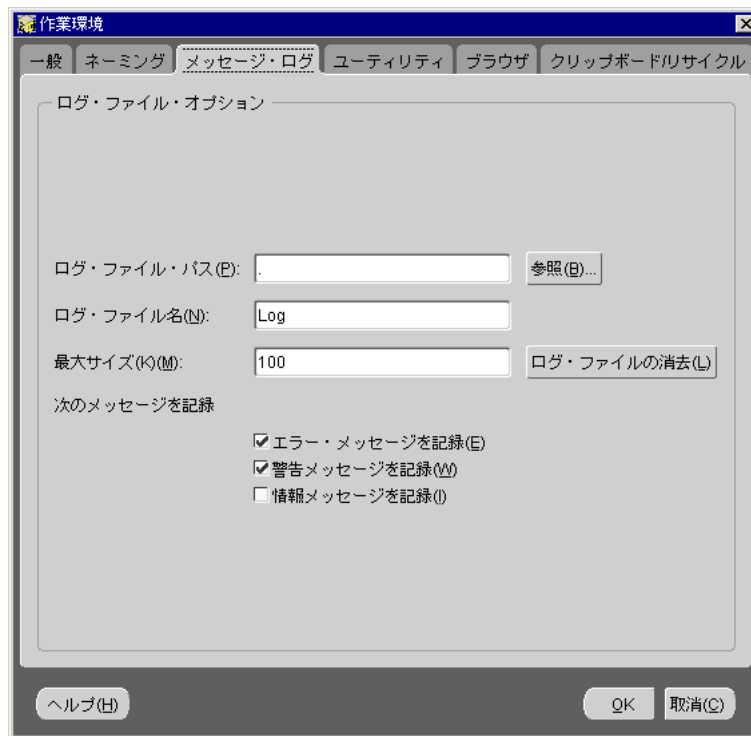 作業環境
一般 ネーミング メッセージ・ログ ユーティリティ ブラウザ クリップボード/リサイクル
ログ・ファイル・オプション
ログ・ファイル・パス(P): . 参照(B)...
ログ・ファイル名(N): Log
最大サイズ(K)(M): 100 ログ・ファイルの消去(L)
次のメッセージを記録
エラー・メッセージを記録(E)
警告メッセージを記録(W)
情報メッセージを記録(I)
ヘルプ(H) OK 取消(C)